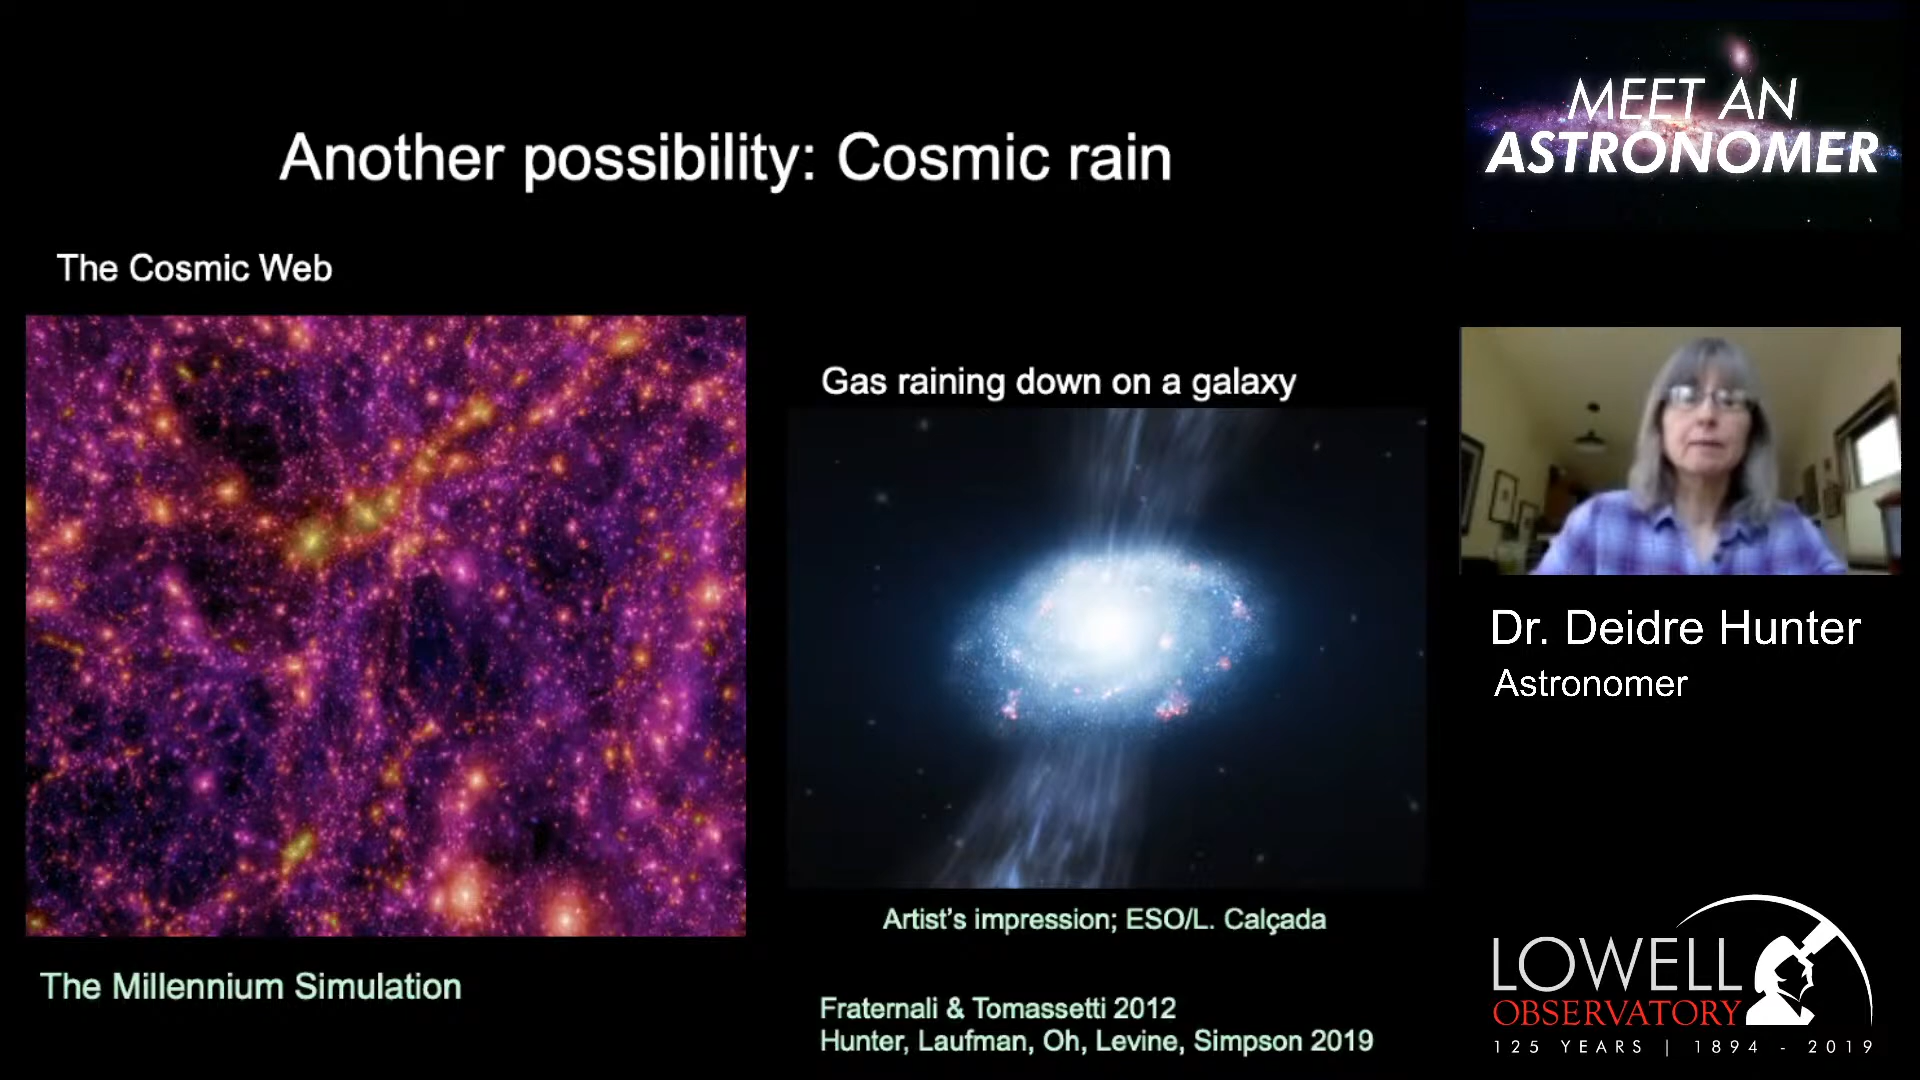 Another possibility: Cosmic rain
The Cosmic Web
Gas raining down on a galaxy
Artist's impression; ESO/L. Calçada
The Millennium Simulation
Fraternali & Tomassetti 2012
Hunter, Laufman, Oh, Levine, Simpson 2019
MEET AN
ASTRONOMER
Dr. Deidre Hunter
Astronomer
LOWELL
OBSERVATORY
125 YEARS | 1894 - 2019